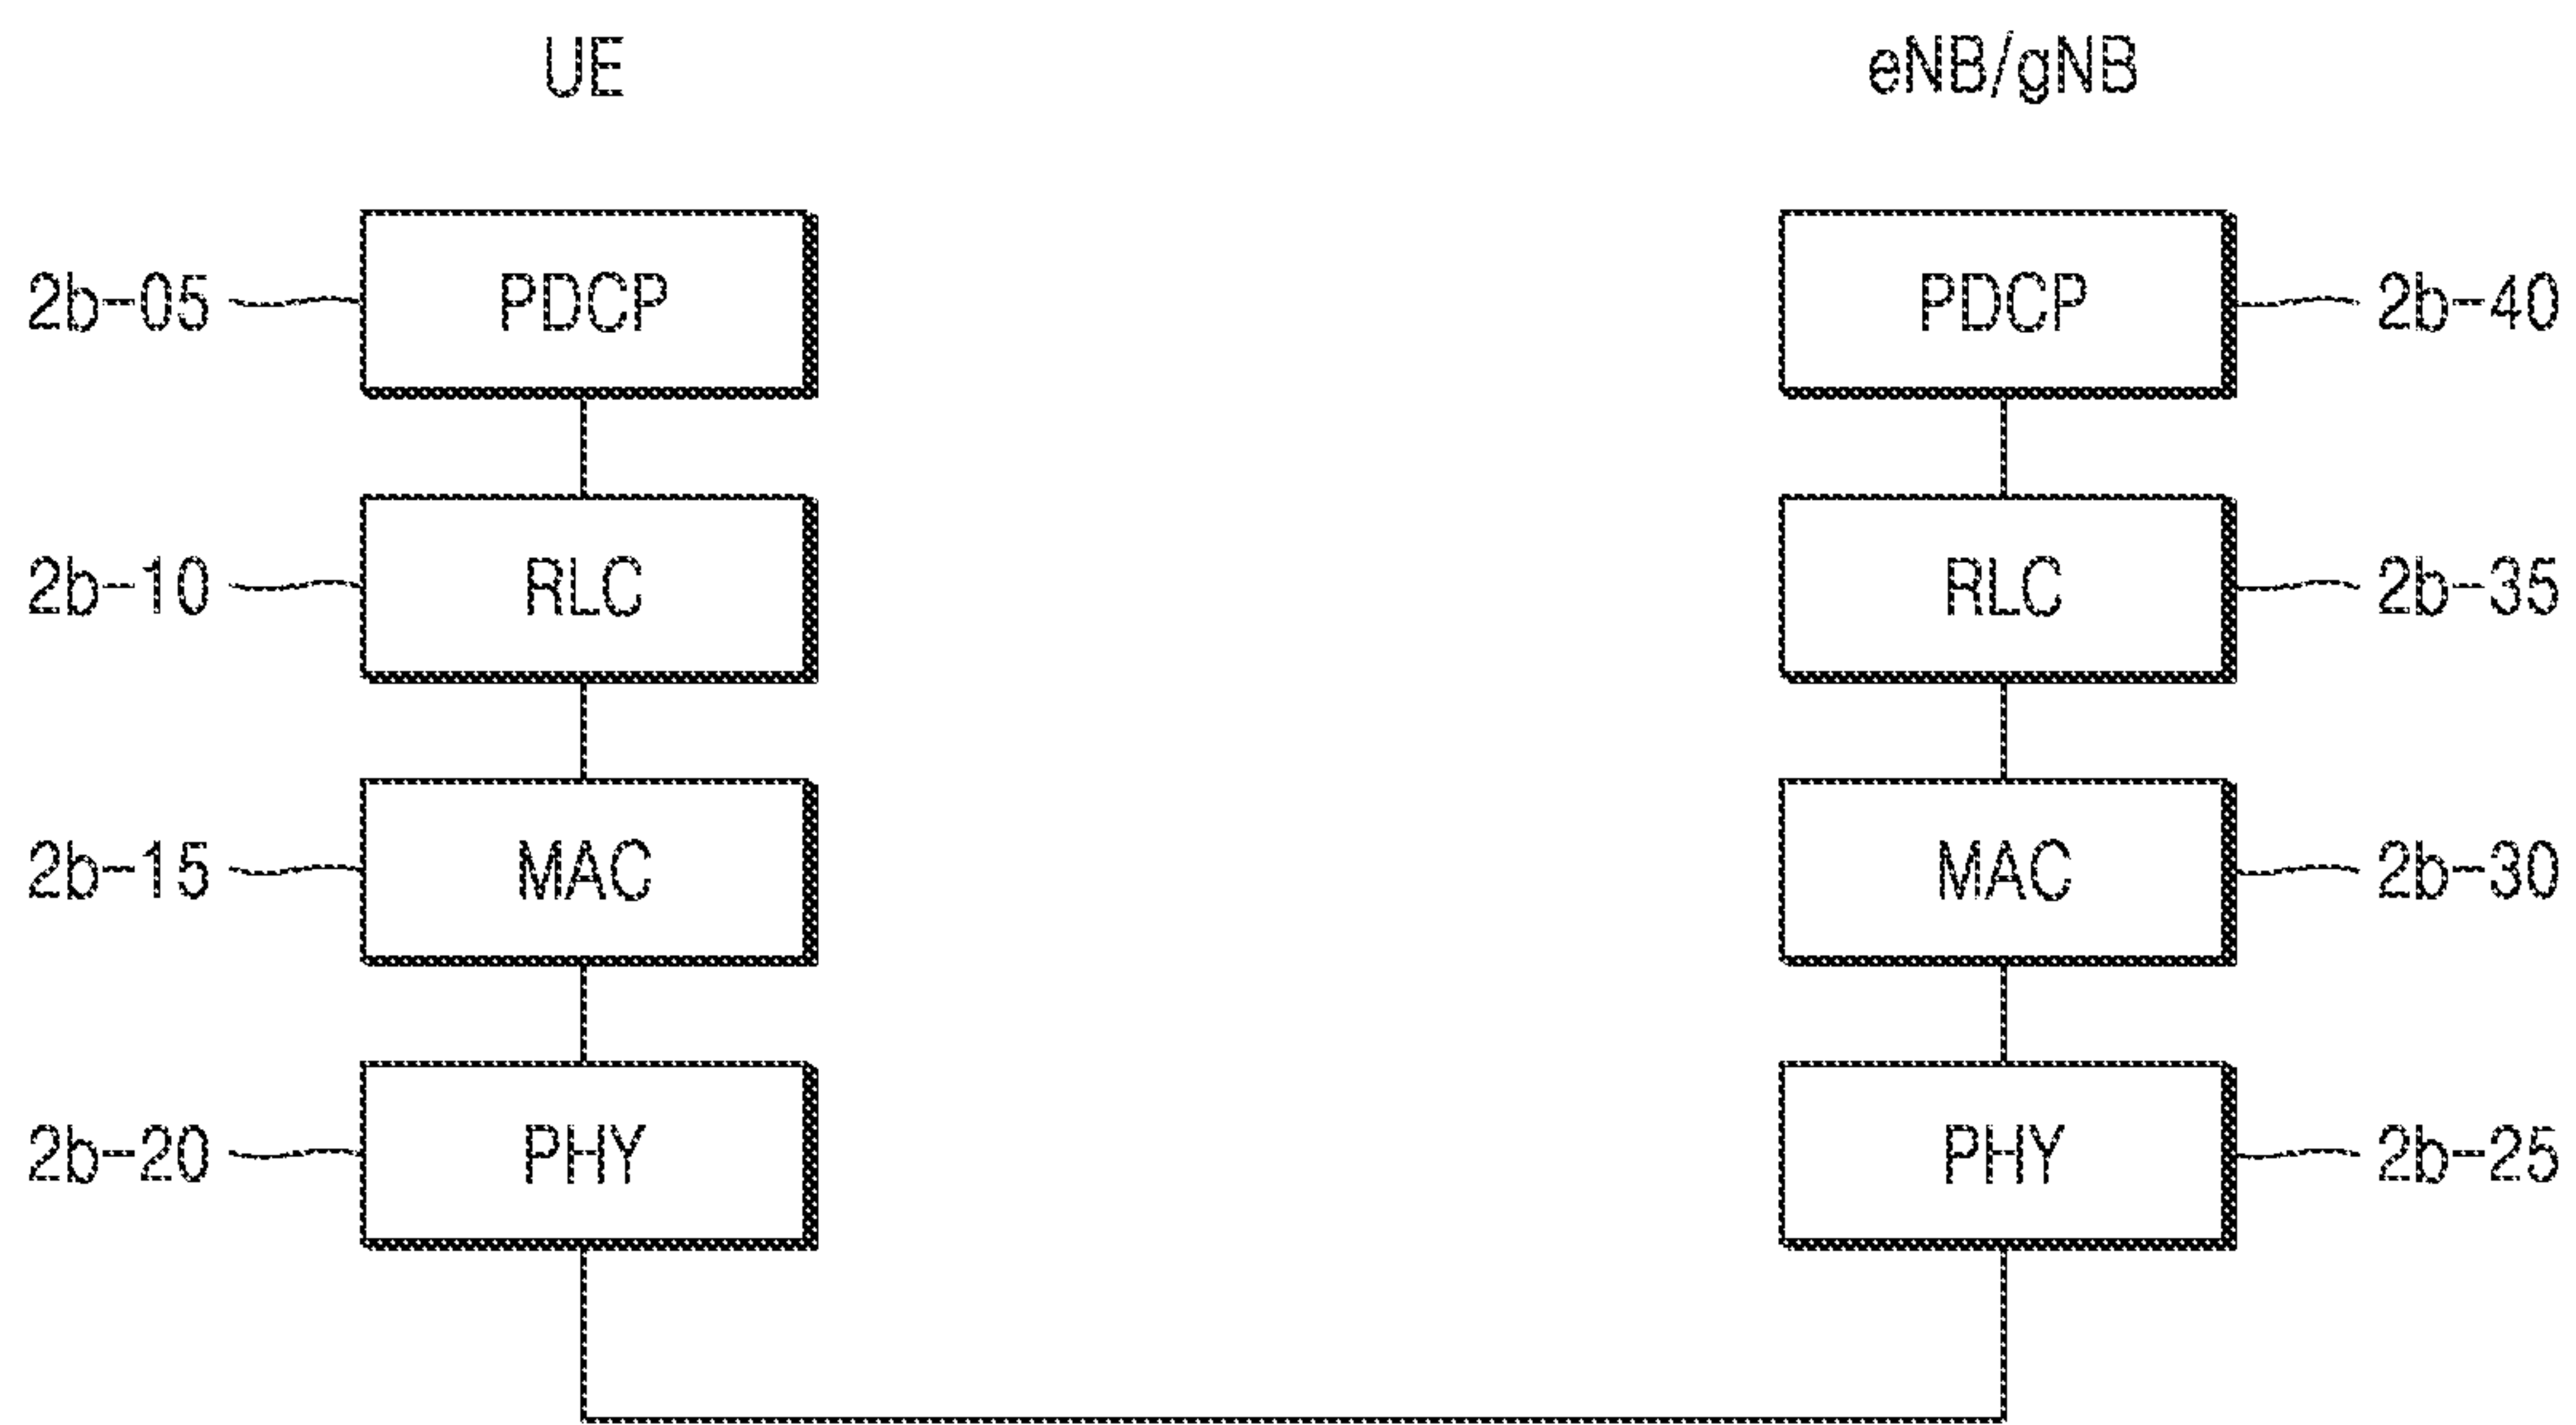 UE eNB/gNB
2b-05 PDCP PDCP 2b-40
2b-10 RLC RLC 2b-35
2b-15 MAC MAC 2b-30
2b-20 PHY PHY 2b-25